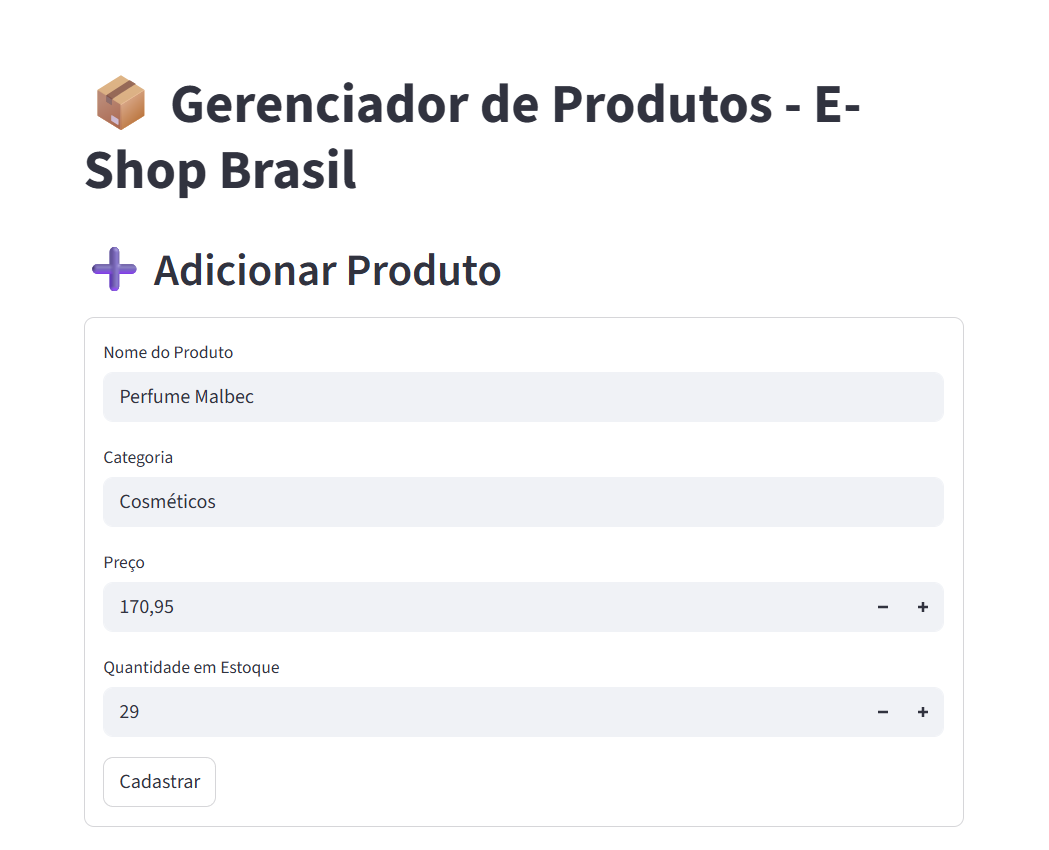 Gerenciador de Produtos - E-
Shop Brasil
Adicionar Produto
Nome do Produto
Perfume Malbec
Categoria
Cosméticos
Preço
170,95
Quantidade em Estoque
29
Cadastrar